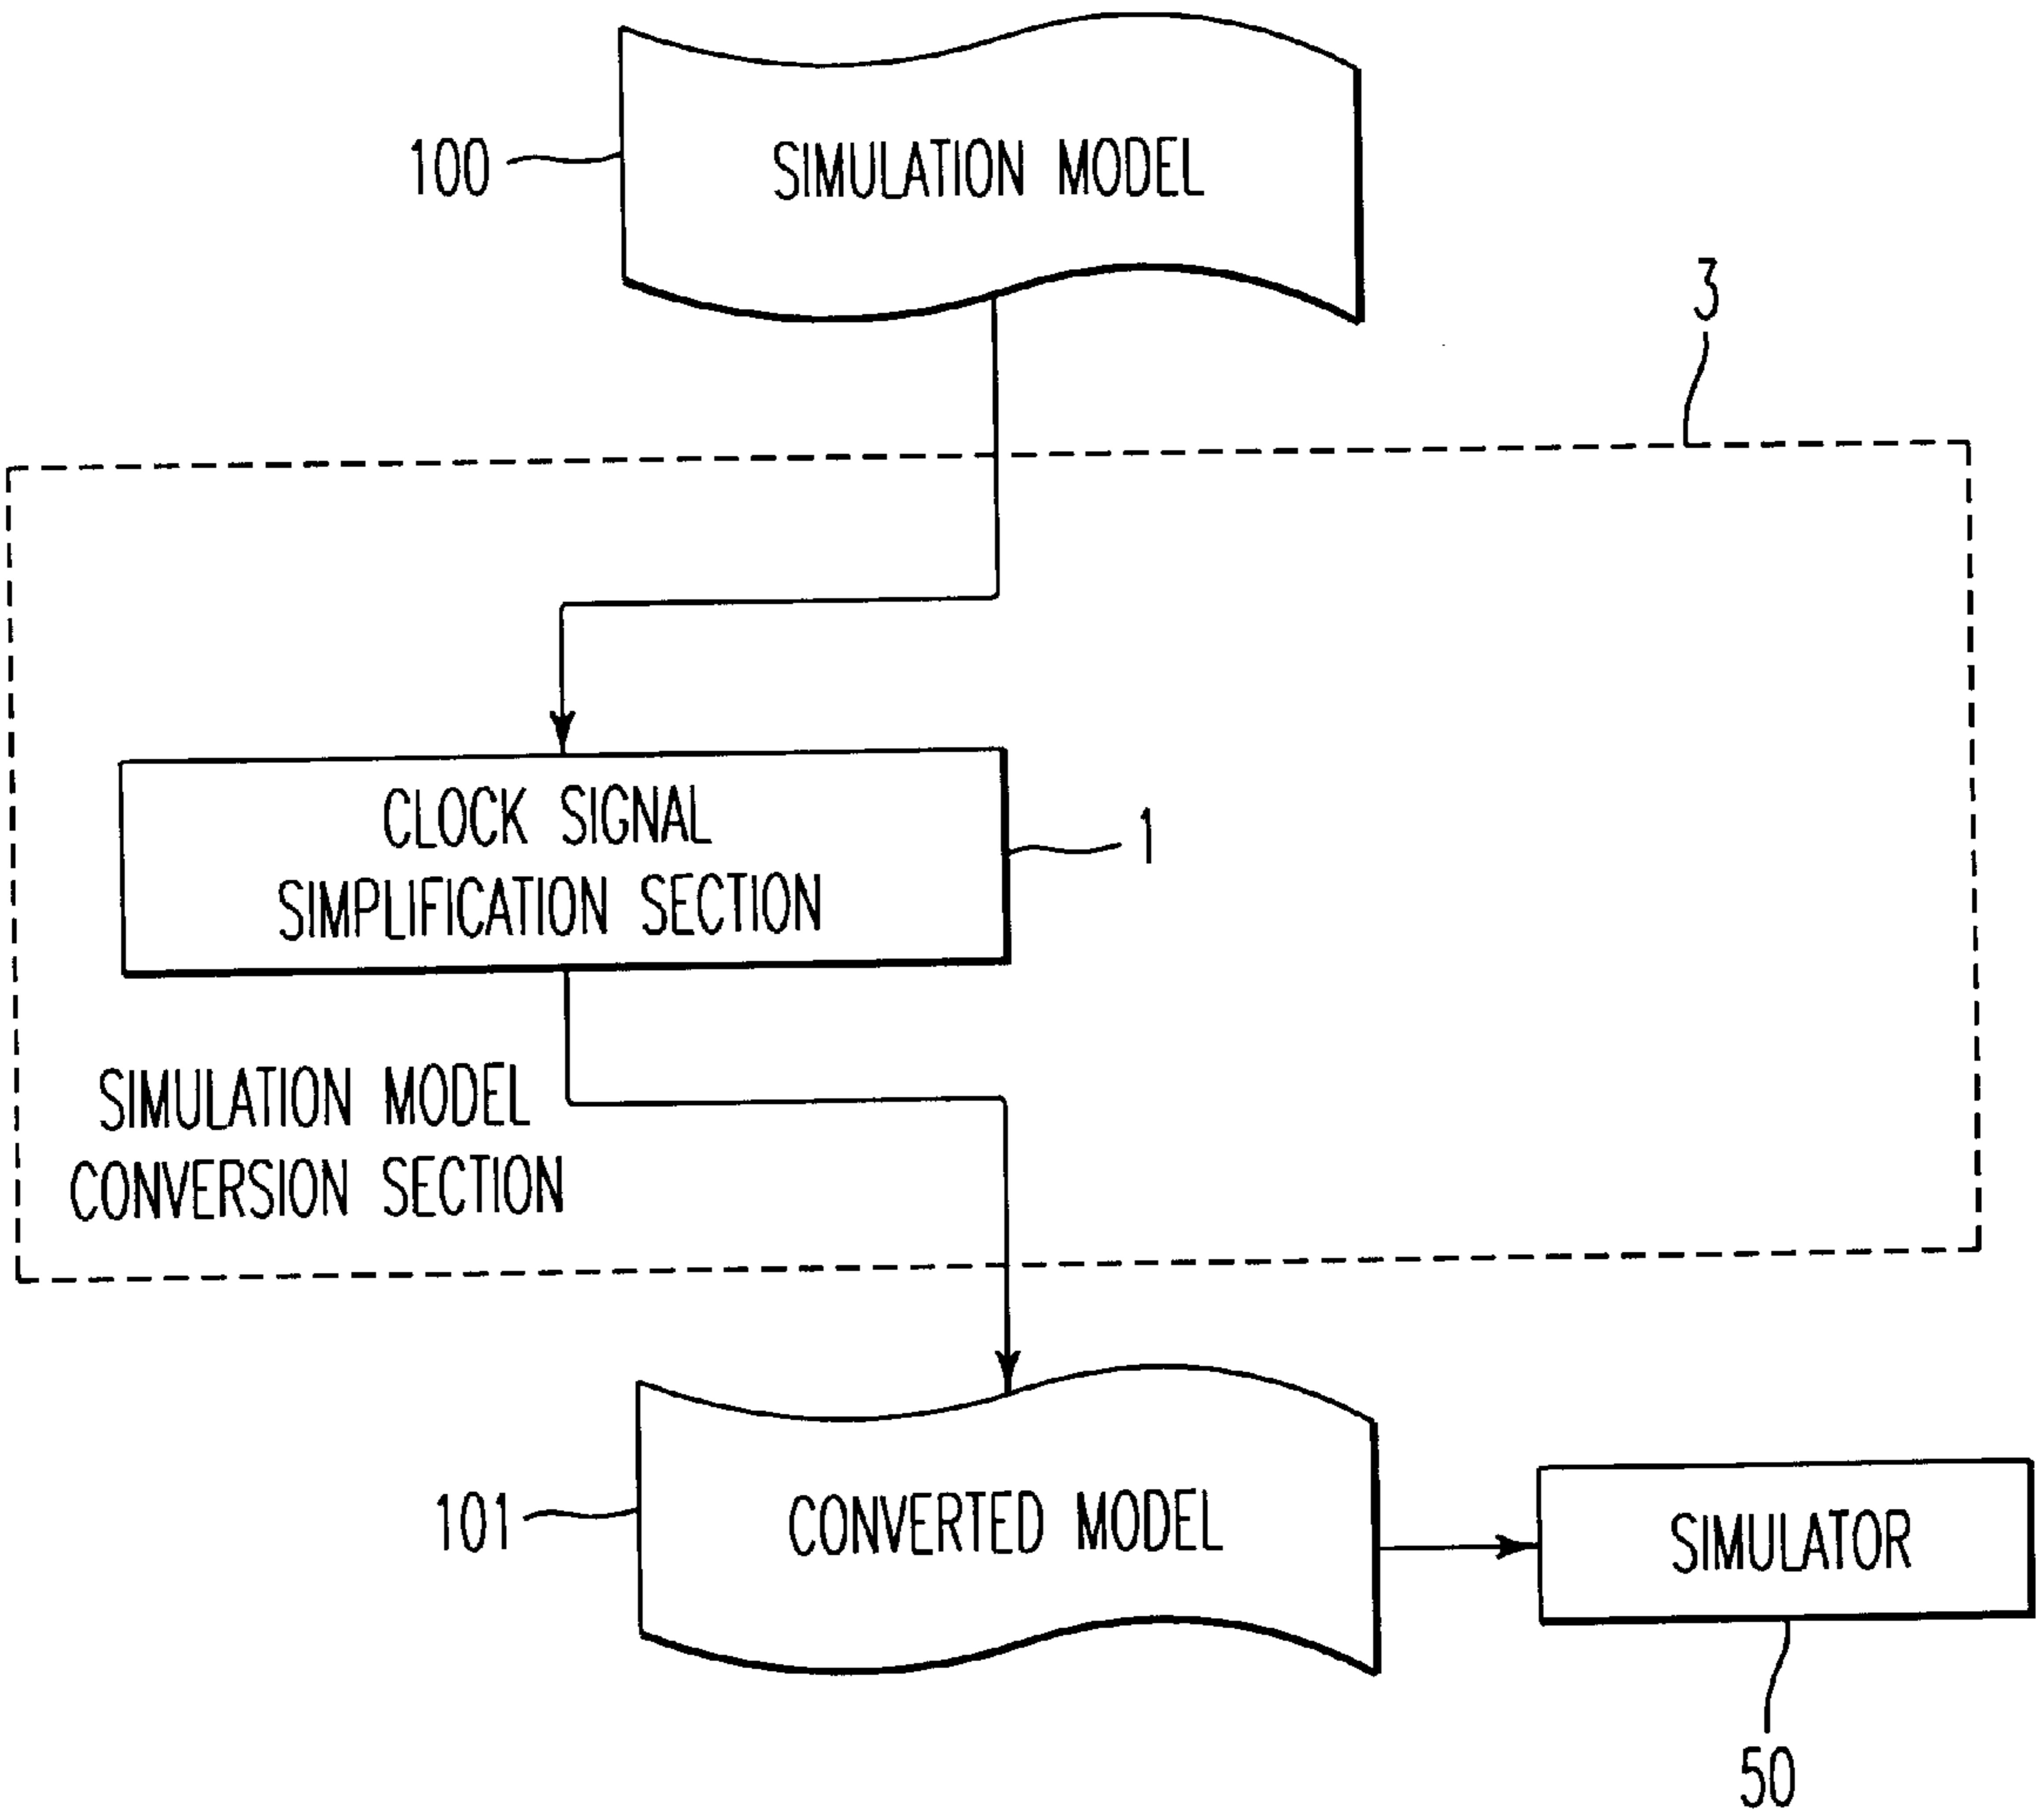 100
SIMULATION MODEL
3
CLOCK SIGNAL
SIMPLIFICATION SECTION
1
SIMULATION MODEL
CONVERSION SECTION
101
CONVERTED MODEL
SIMULATOR
50